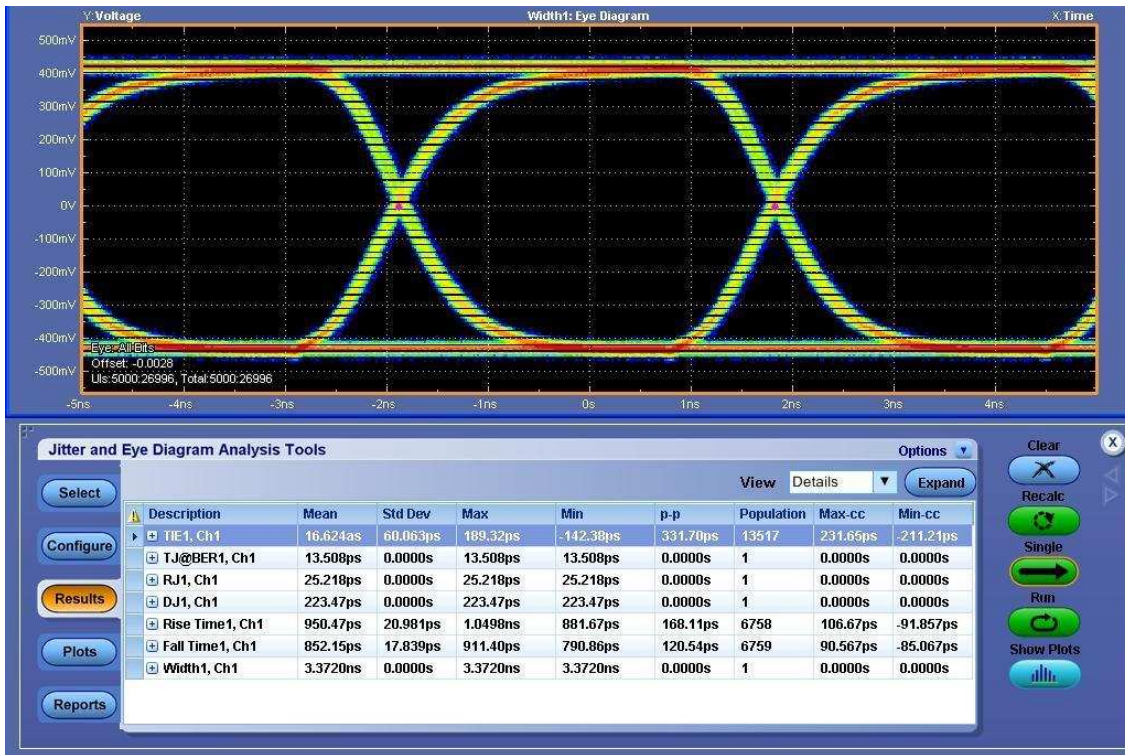 Y:Voltage Width1: Eye Diagram X:Time
500mV
400mV
300mV
200mV
100mV
0V
-100mV
-200mV
-300mV
-400mV
-500mV
Eye: All Bits
Offset: -0.0028
UIs:5000:26996, Total:5000:26996
-5ns -4ns -3ns -2ns -1ns 0s 1ns 2ns 3ns 4ns
Jitter and Eye Diagram Analysis Tools Options
Clear
X
View Details Expand
Select
Recalc
Description Mean Std Dev Max Min p-p Population Max-cc Min-cc
TIE1, Ch1 16.624as 60.063ps 189.32ps -142.38ps 331.70ps 13517 231.65ps -211.21ps
Configure
Single
TJ@BER1, Ch1 13.508ps 0.0000s 13.508ps 13.508ps 0.0000s 1 0.0000s 0.0000s
RJ1, Ch1 25.218ps 0.0000s 25.218ps 25.218ps 0.0000s 1 0.0000s 0.0000s
Results
Run
DJ1, Ch1 223.47ps 0.0000s 223.47ps 223.47ps 0.0000s 1 0.0000s 0.0000s
Rise Time1, Ch1 950.47ps 20.981ps 1.0498ns 881.67ps 168.11ps 6758 106.67ps -91.857ps
Fall Time1, Ch1 852.15ps 17.839ps 911.40ps 790.86ps 120.54ps 6759 90.567ps -85.067ps
Plots
Show Plots
Width1, Ch1 3.3720ns 0.0000s 3.3720ns 3.3720ns 0.0000s 1 0.0000s 0.0000s
Reports